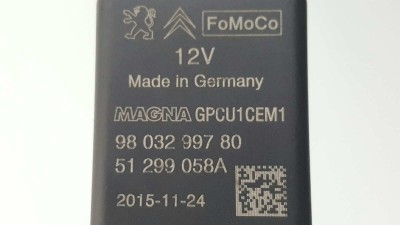 FoMoCo
12V
Made in Germany
MAGNA GPCU1CEM1
98 032 997 80
51 299 058A
2015-11-24